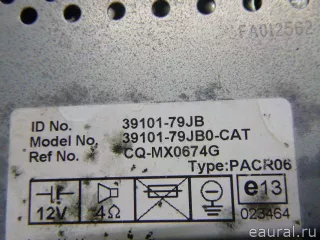 FA012562
ID No. 39101-79JB
Model No. 39101-79JB0-CAT
Ref No. CQ-MX0674G
Type:PACR06
12V 4Ω e13
023464
eaural.ru